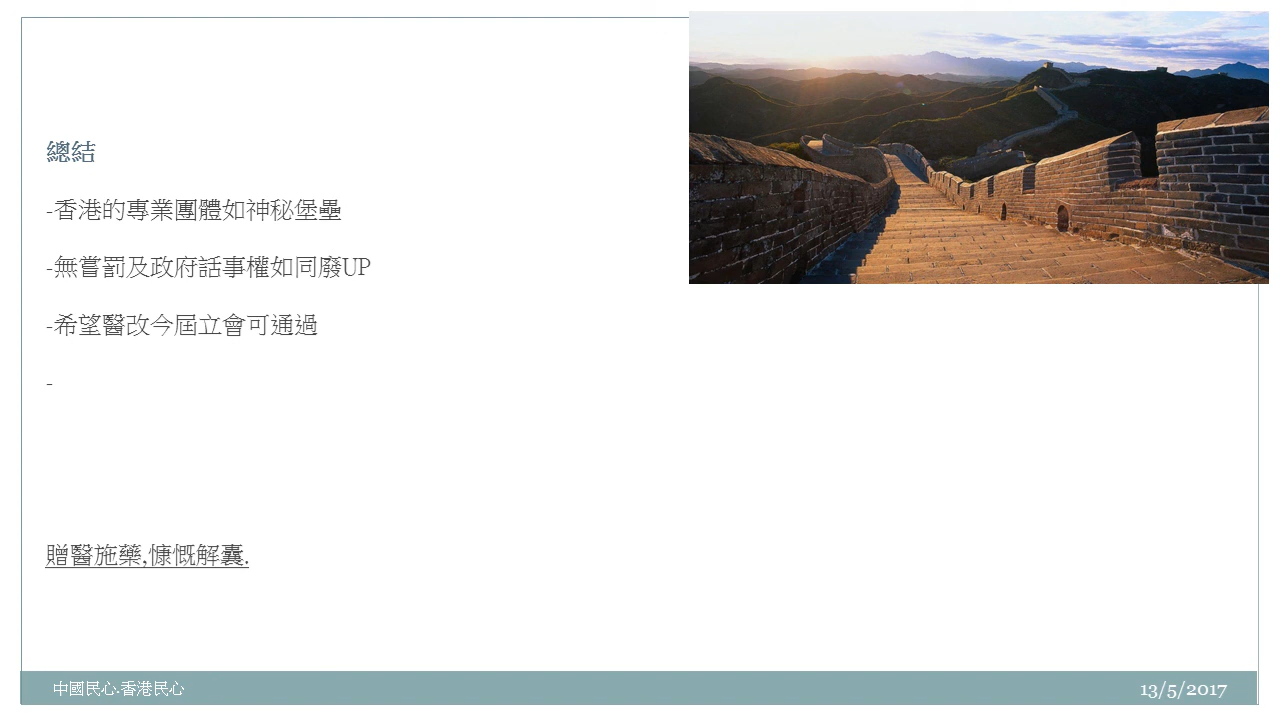 總結
-香港的專業團體如神秘堡壘
-無嘗罰及政府話事權如同廢UP
-希望醫改今屆立會可通過
-
贈醫施藥,慷慨解囊.
中國民心.香港民心
13/5/2017